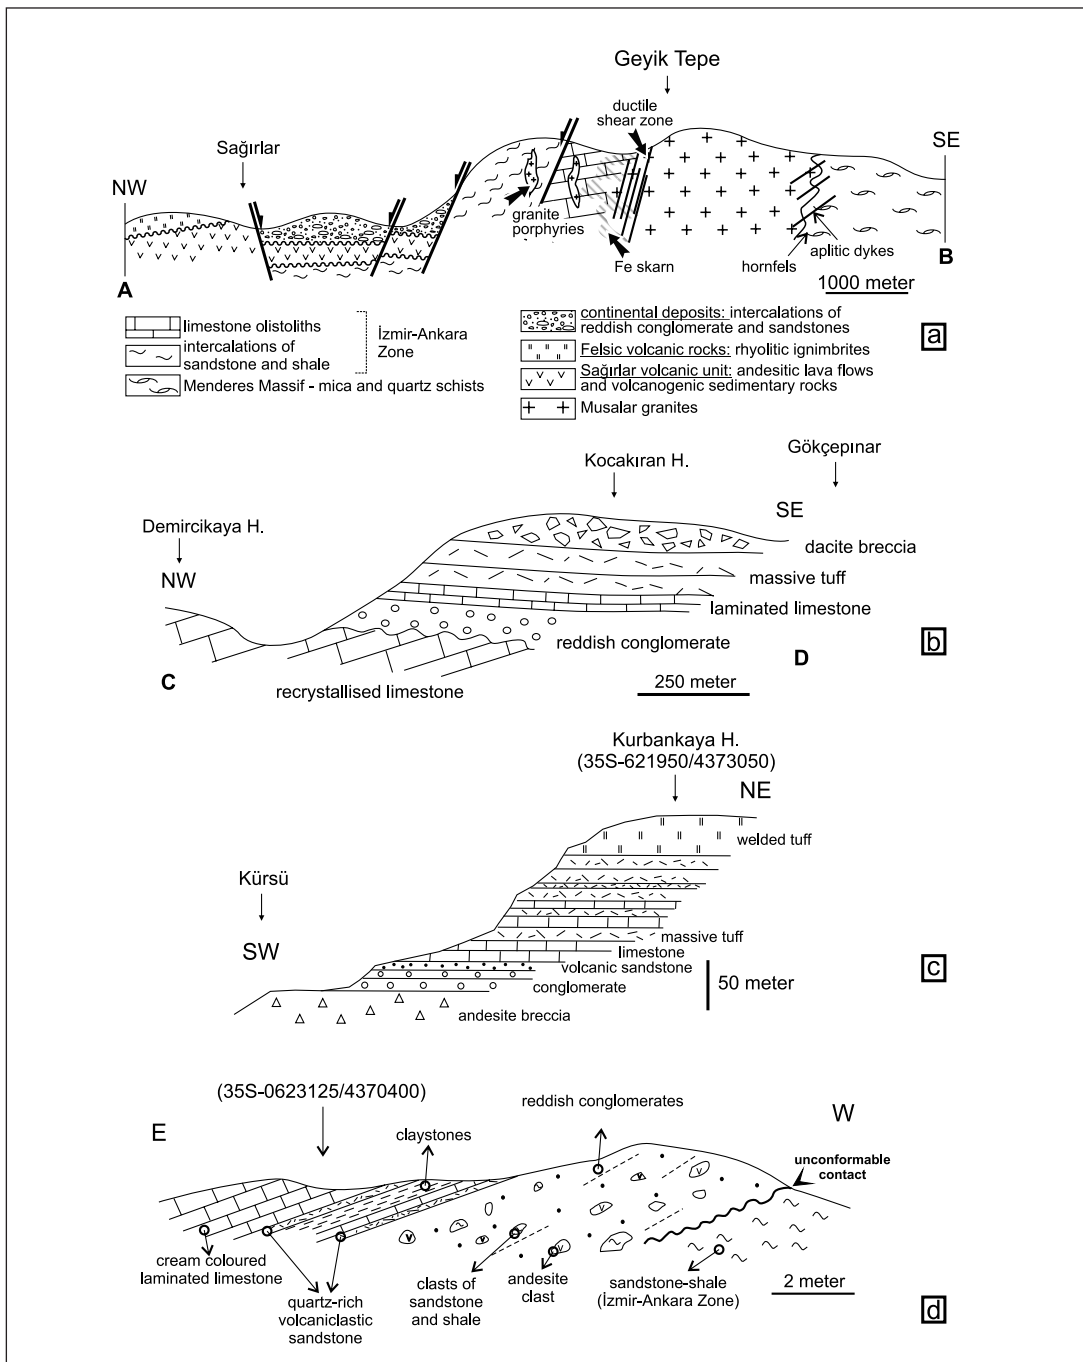 Geyik Tepe
ductile
shear zone
SE
Sağırlar
NW
granite
porphyries
Fe skarn
hornfels
aplitic dykes
A
B
1000 meter
limestone olistoliths
intercalations of
sandstone and shale
İzmir-Ankara
Zone
Menderes Massif - mica and quartz schists
continental deposits: intercalations of
reddish conglomerate and sandstones
Felsic volcanic rocks: rhyolitic ignimbrites
Sağırlar volcanic unit: andesitic lava flows
and volcanogenic sedimentary rocks
Musalar granites
a
Gökçepınar
Kocakıran H.
SE
Demircikaya H.
NW
dacite breccia
massive tuff
laminated limestone
reddish conglomerate
b
C
D
recrystallised limestone
250 meter
Kurbankaya H.
(35S-621950/4373050)
NE
welded tuff
Kürsü
SW
massive tuff
limestone
volcanic sandstone
conglomerate
andesite breccia
50 meter
c
(35S-0623125/4370400)
reddish conglomerates
E
W
claystones
unconformable
contact
cream coloured
laminated limestone
quartz-rich
volcaniclastic
sandstone
clasts of
sandstone
and shale
andesite
clast
sandstone-shale
(İzmir-Ankara Zone)
2 meter
d